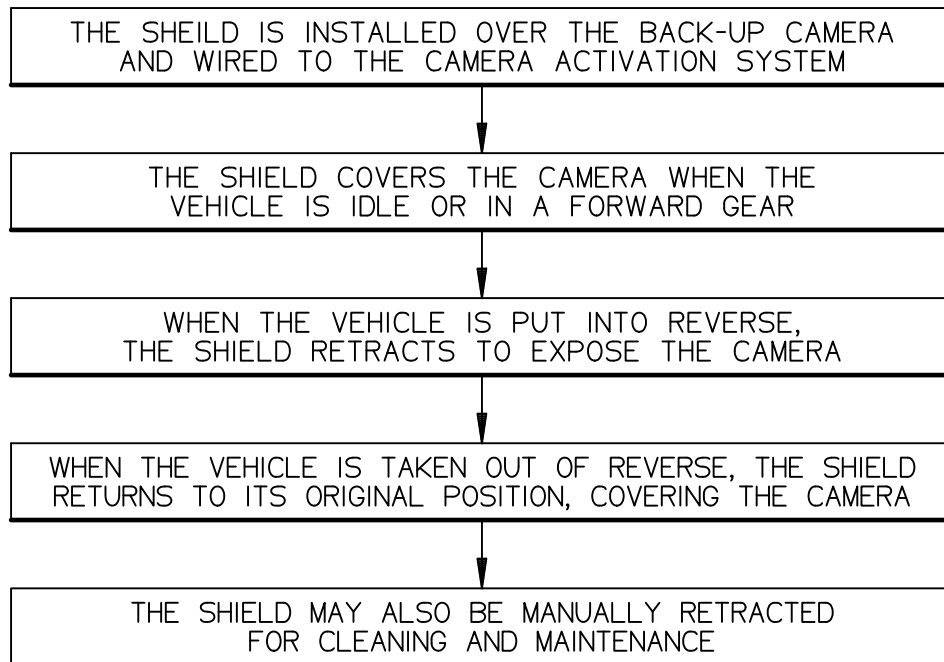 THE SHEILD IS INSTALLED OVER THE BACK-UP CAMERA
AND WIRED TO THE CAMERA ACTIVATION SYSTEM
THE SHIELD COVERS THE CAMERA WHEN THE
VEHICLE IS IDLE OR IN A FORWARD GEAR
WHEN THE VEHICLE IS PUT INTO REVERSE,
THE SHIELD RETRACTS TO EXPOSE THE CAMERA
WHEN THE VEHICLE IS TAKEN OUT OF REVERSE, THE SHIELD
RETURNS TO ITS ORIGINAL POSITION, COVERING THE CAMERA
THE SHIELD MAY ALSO BE MANUALLY RETRACTED
FOR CLEANING AND MAINTENANCE